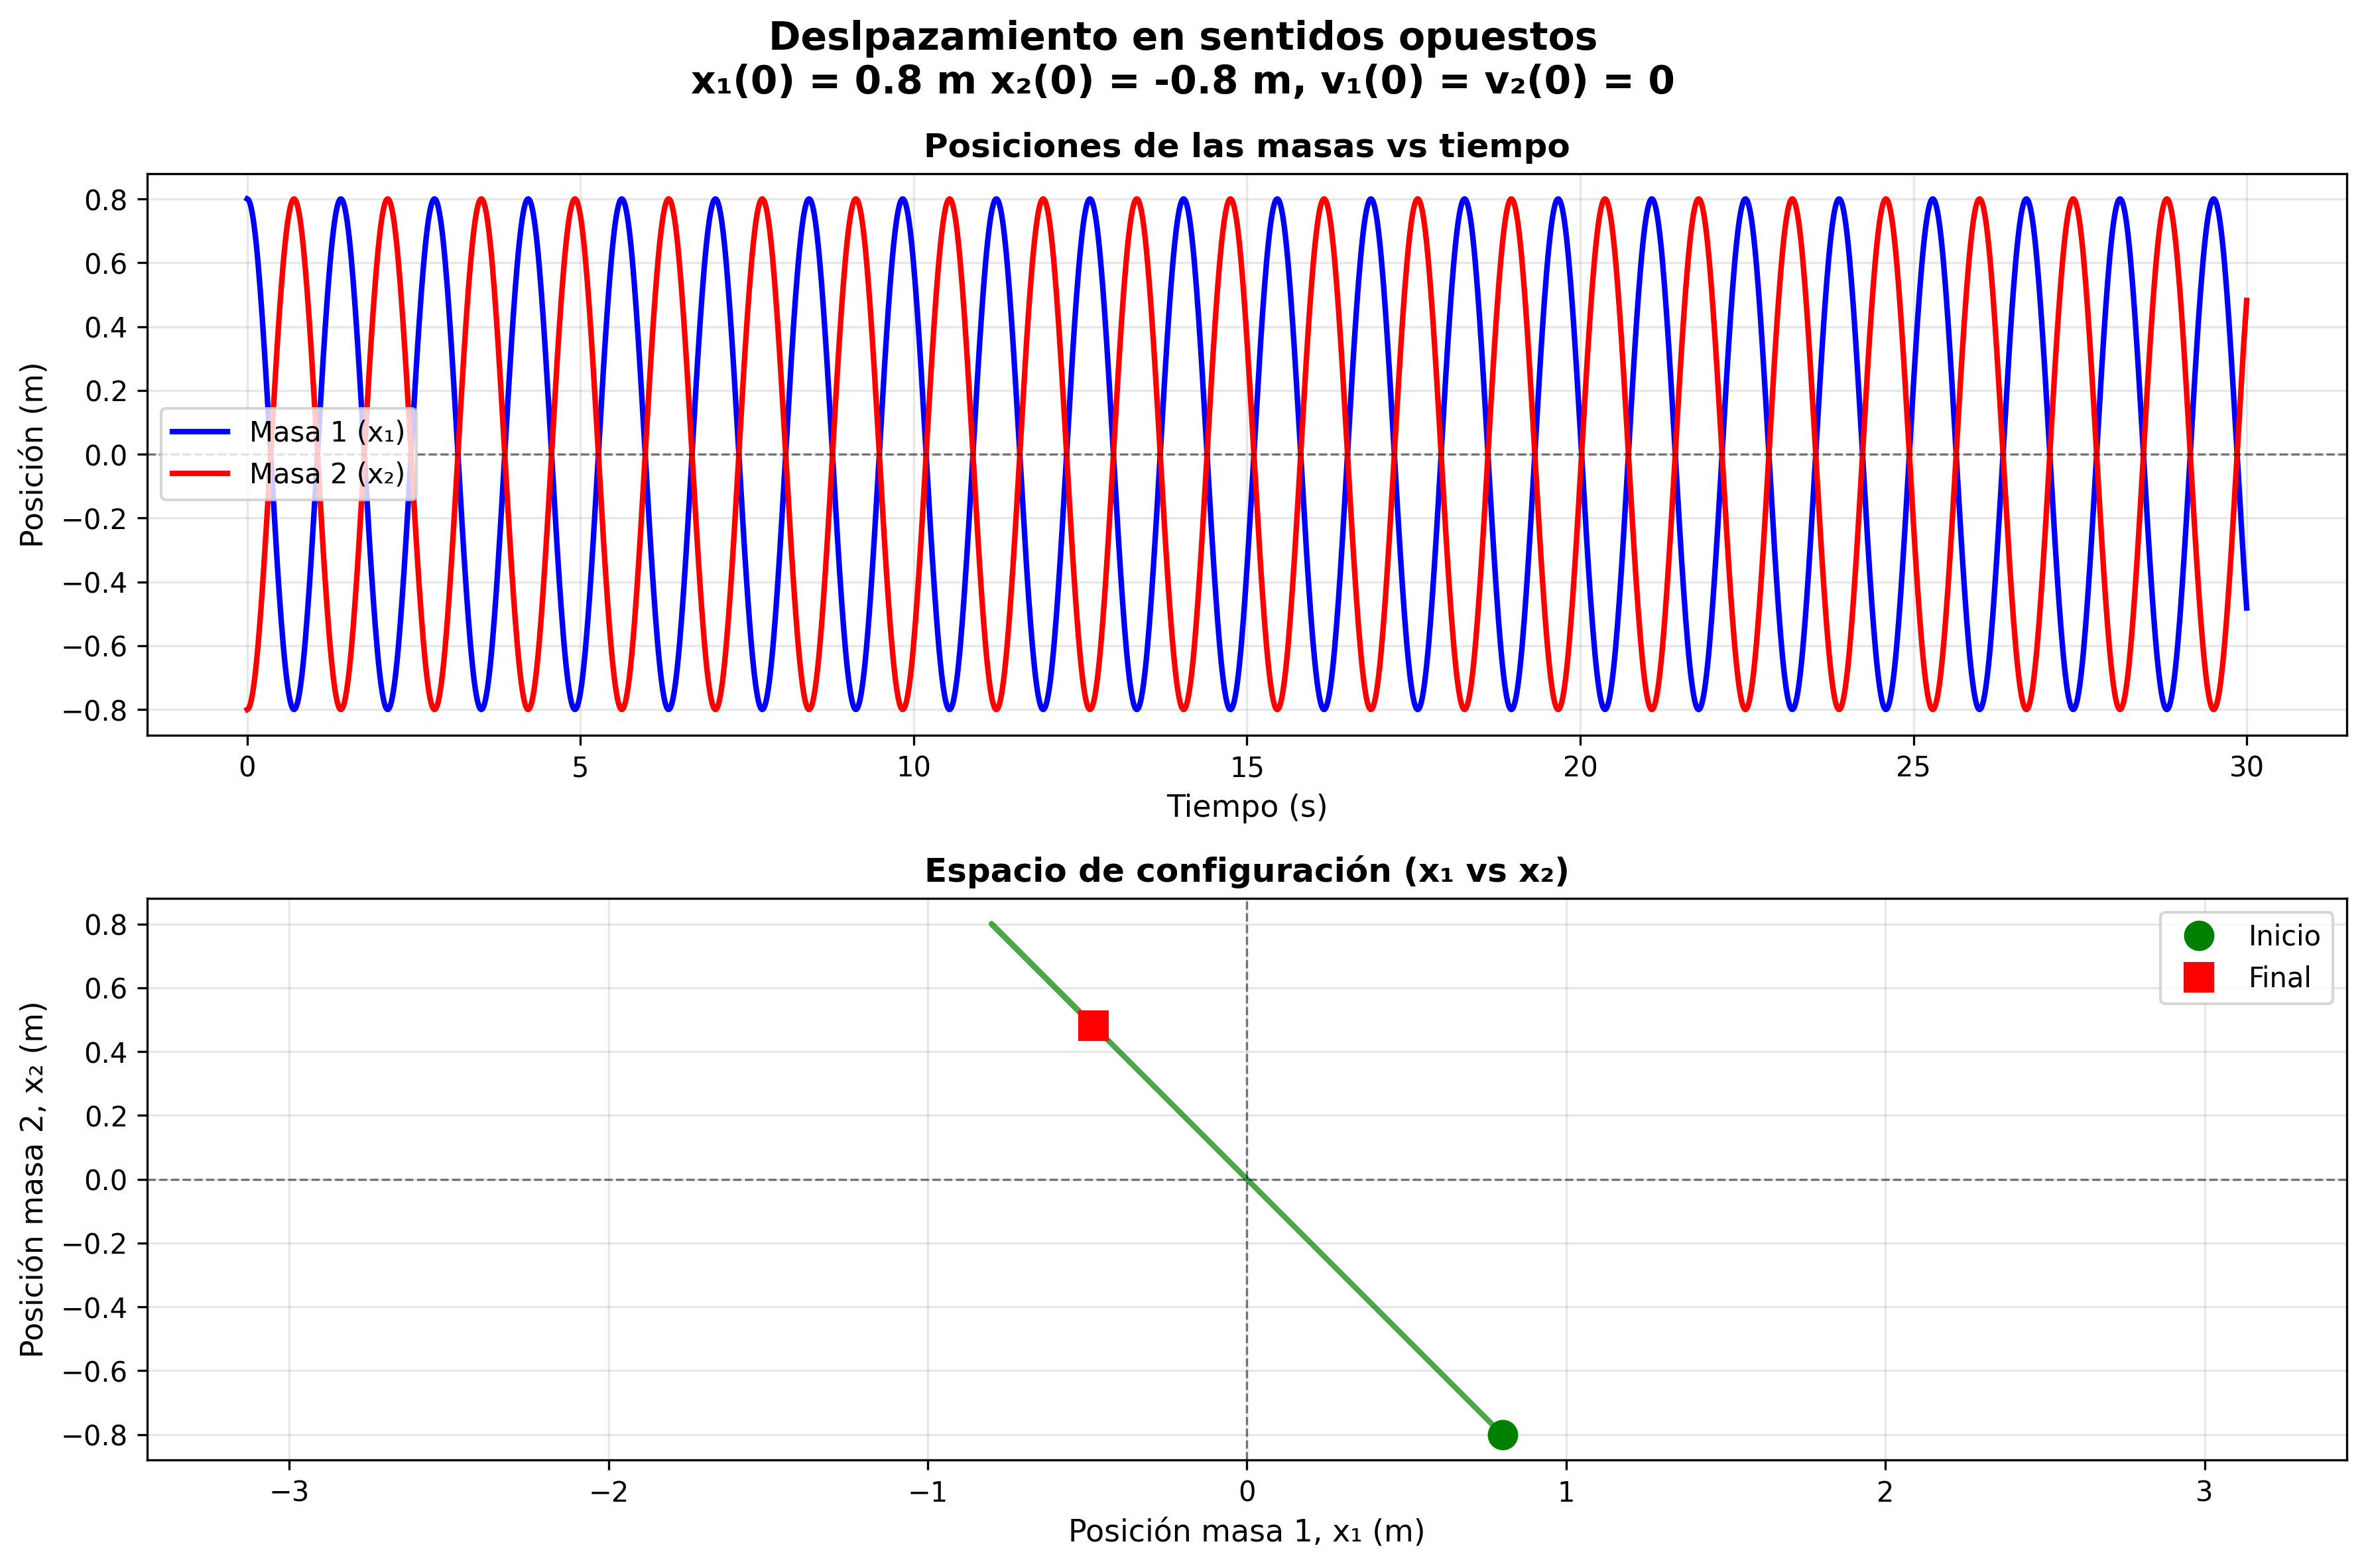 Deslpazamiento en sentidos opuestos
x₁(0) = 0.8 m x₂(0) = -0.8 m, v₁(0) = v₂(0) = 0
Posiciones de las masas vs tiempo
Posición (m)
0.8
0.6
0.4
0.2
0.0
−0.2
−0.4
−0.6
−0.8
Masa 1 (x₁)
Masa 2 (x₂)
0 5 10 15 20 25 30
Tiempo (s)
Espacio de configuración (x₁ vs x₂)
Posición masa 2, x₂ (m)
0.8
0.6
0.4
0.2
0.0
−0.2
−0.4
−0.6
−0.8
Inicio
Final
−3 −2 −1 0 1 2 3
Posición masa 1, x₁ (m)